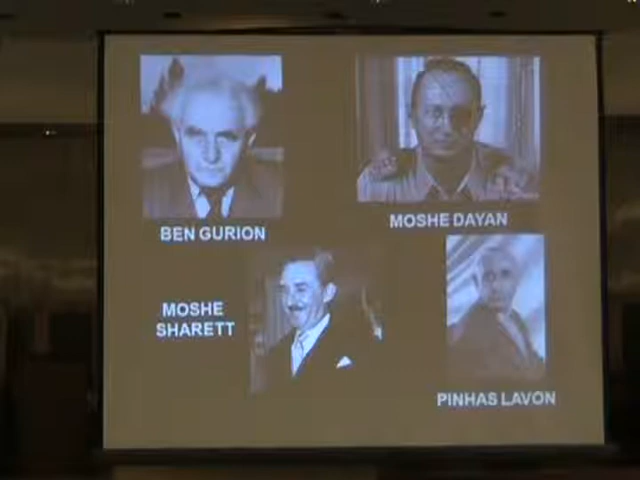 BEN GURION
MOSHE DAYAN
MOSHE
SHARETT
PINHAS LAVON